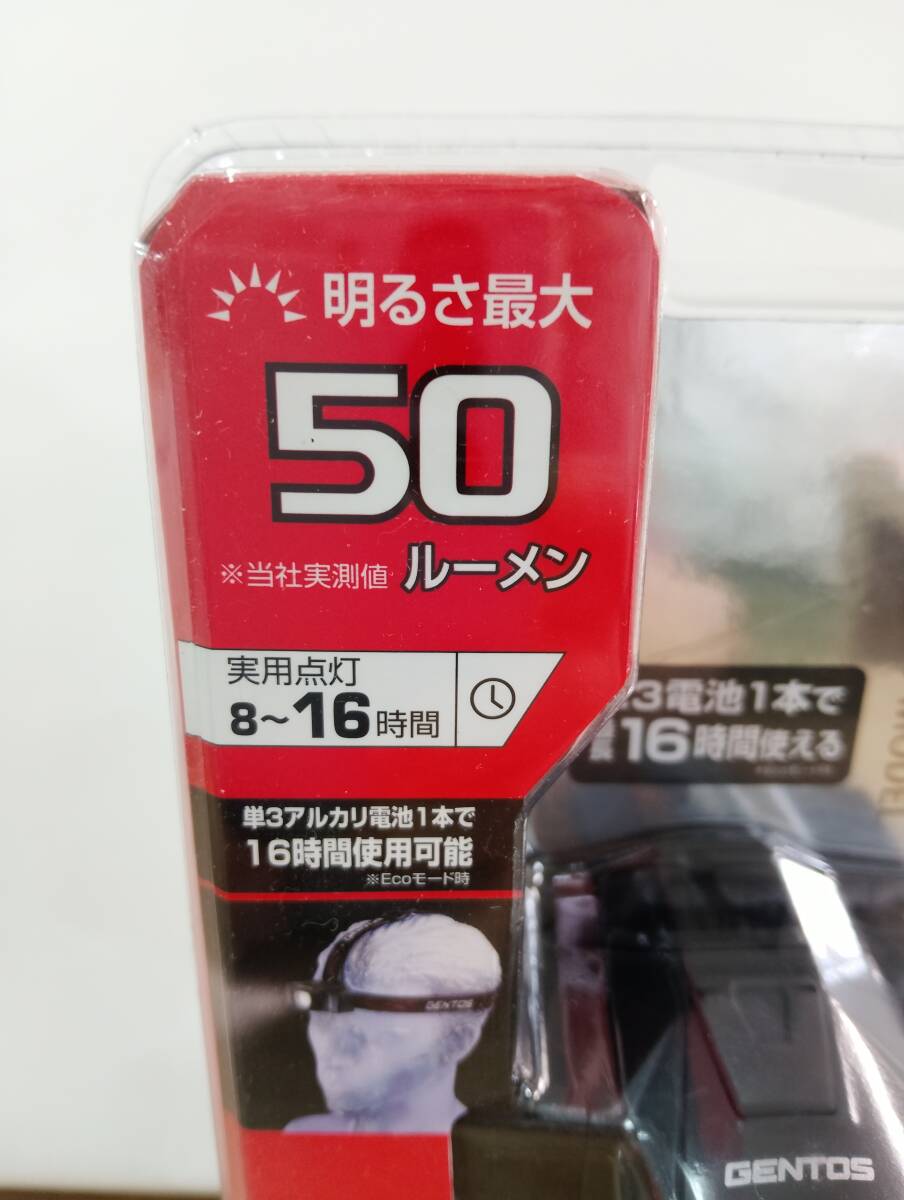 明るさ最大
50
※当社実測値 ルーメン
実用点灯
8～16時間
3電池1本で
16時間使える
単3アルカリ電池1本で
16時間使用可能
※Ecoモード時
GENTOS
GENTOS